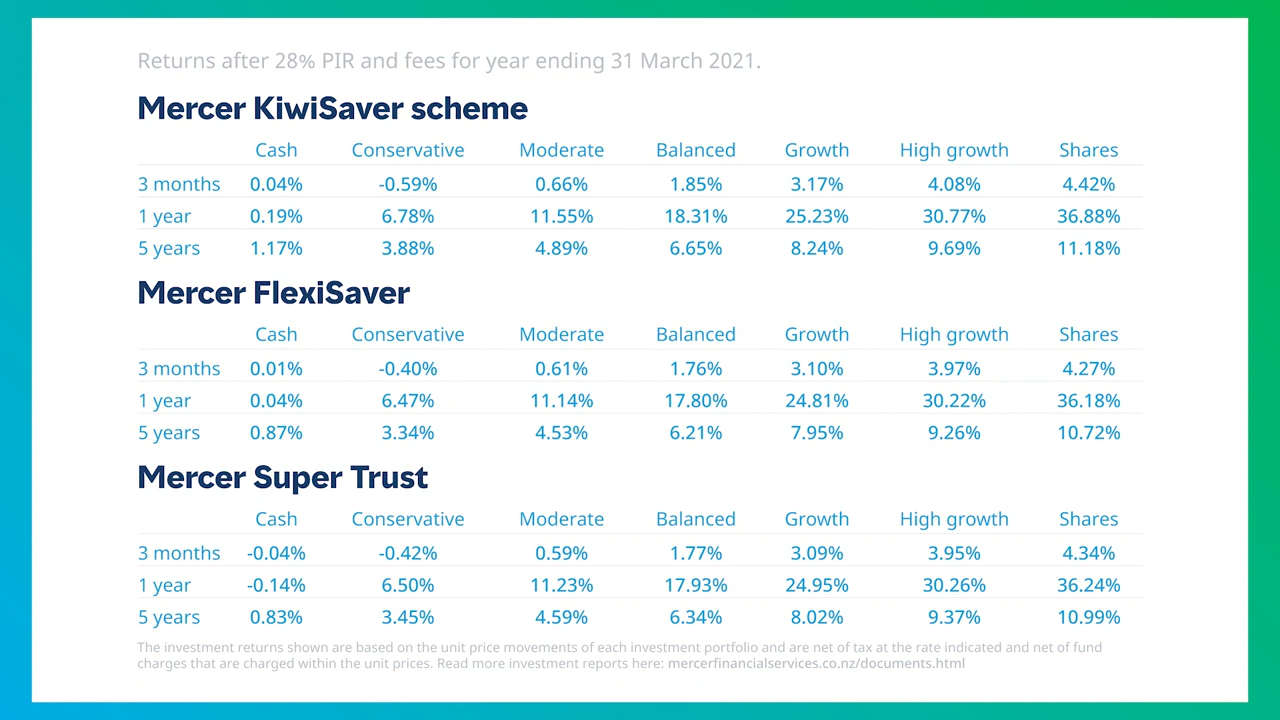 Returns after 28% PIR and fees for year ending 31 March 2021.
Mercer KiwiSaver scheme
Cash Conservative Moderate Balanced Growth High growth Shares
3 months 0.04% -0.59% 0.66% 1.85% 3.17% 4.08% 4.42%
1 year 0.19% 6.78% 11.55% 18.31% 25.23% 30.77% 36.88%
5 years 1.17% 3.88% 4.89% 6.65% 8.24% 9.69% 11.18%
Mercer FlexiSaver
Cash Conservative Moderate Balanced Growth High growth Shares
3 months 0.01% -0.40% 0.61% 1.76% 3.10% 3.97% 4.27%
1 year 0.04% 6.47% 11.14% 17.80% 24.81% 30.22% 36.18%
5 years 0.87% 3.34% 4.53% 6.21% 7.95% 9.26% 10.72%
Mercer Super Trust
Cash Conservative Moderate Balanced Growth High growth Shares
3 months -0.04% -0.42% 0.59% 1.77% 3.09% 3.95% 4.34%
1 year -0.14% 6.50% 11.23% 17.93% 24.95% 30.26% 36.24%
5 years 0.83% 3.45% 4.59% 6.34% 8.02% 9.37% 10.99%
The investment returns shown are based on the unit price movements of each investment portfolio and are net of tax at the rate indicated and net of fund
charges that are charged within the unit prices. Read more investment reports here: mercerfinancialservices.co.nz/documents.html